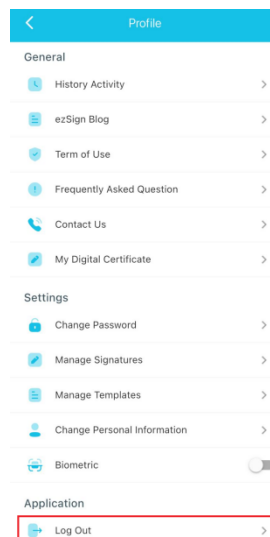 Profile
General
History Activity
ezSign Blog
Term of Use
Frequently Asked Question
Contact Us
My Digital Certificate
Settings
Change Password
Manage Signatures
Manage Templates
Change Personal Information
Biometric
Application
Log Out